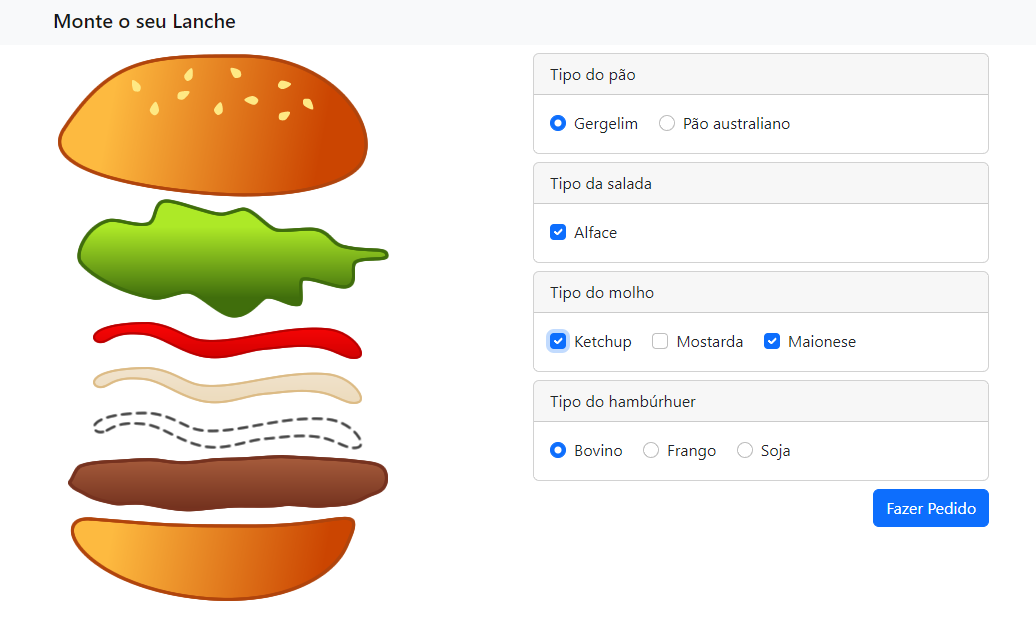 Monte o seu Lanche
Tipo do pão
Gergelim Pão australiano
Tipo da salada
Alface
Tipo do molho
Ketchup Mostarda Maionese
Tipo do hambúrhuer
Bovino Frango Soja
Fazer Pedido